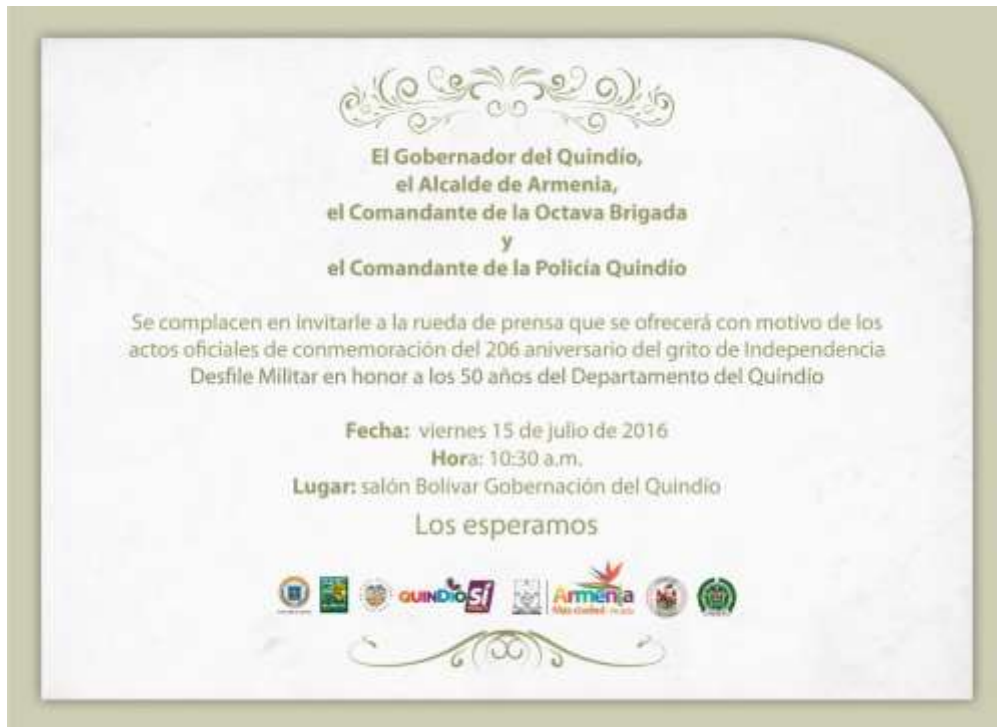 El Gobernador del Quindío,
el Alcalde de Armenia,
el Comandante de la Octava Brigada
y
el Comandante de la Policía Quindío
Se complacen en invitarle a la rueda de prensa que se ofrecerá con motivo de los
actos oficiales de conmemoración del 206 aniversario del grito de Independencia
Desfile Militar en honor a los 50 años del Departamento del Quindío
Fecha: viernes 15 de julio de 2016
Hora: 10:30 a.m.
Lugar: salón Bolívar Gobernación del Quindío
Los esperamos
QUINDIO Sí Armenia
Más ciudad